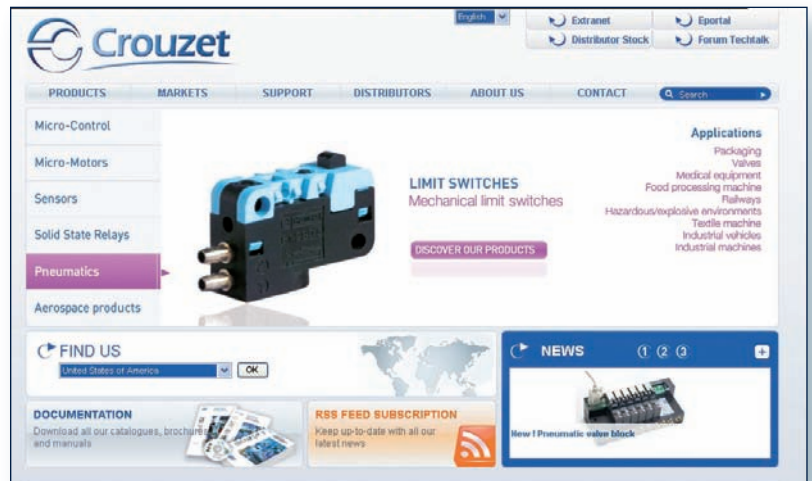 Crouzet
English
Extranet
Eportal
Distributor Stock
Forum Techtalk
PRODUCTS MARKETS SUPPORT DISTRIBUTORS ABOUT US CONTACT Search
Micro-Control
Micro-Motors
Sensors
Solid State Relays
Pneumatics
Aerospace products
LIMIT SWITCHES
Mechanical limit switches
DISCOVER OUR PRODUCTS
Applications
Packaging
Valves
Medical equipment
Food processing machine
Railways
Hazardous/explosive environments
Textile machine
Industrial vehicles
Industrial machines
FIND US
United States of America
OK
NEWS 1 2 3 +
New ! Pneumatic valve block
DOCUMENTATION
Download all our catalogues, brochures
and manuals
RSS FEED SUBSCRIPTION
Keep up-to-date with all our
latest news